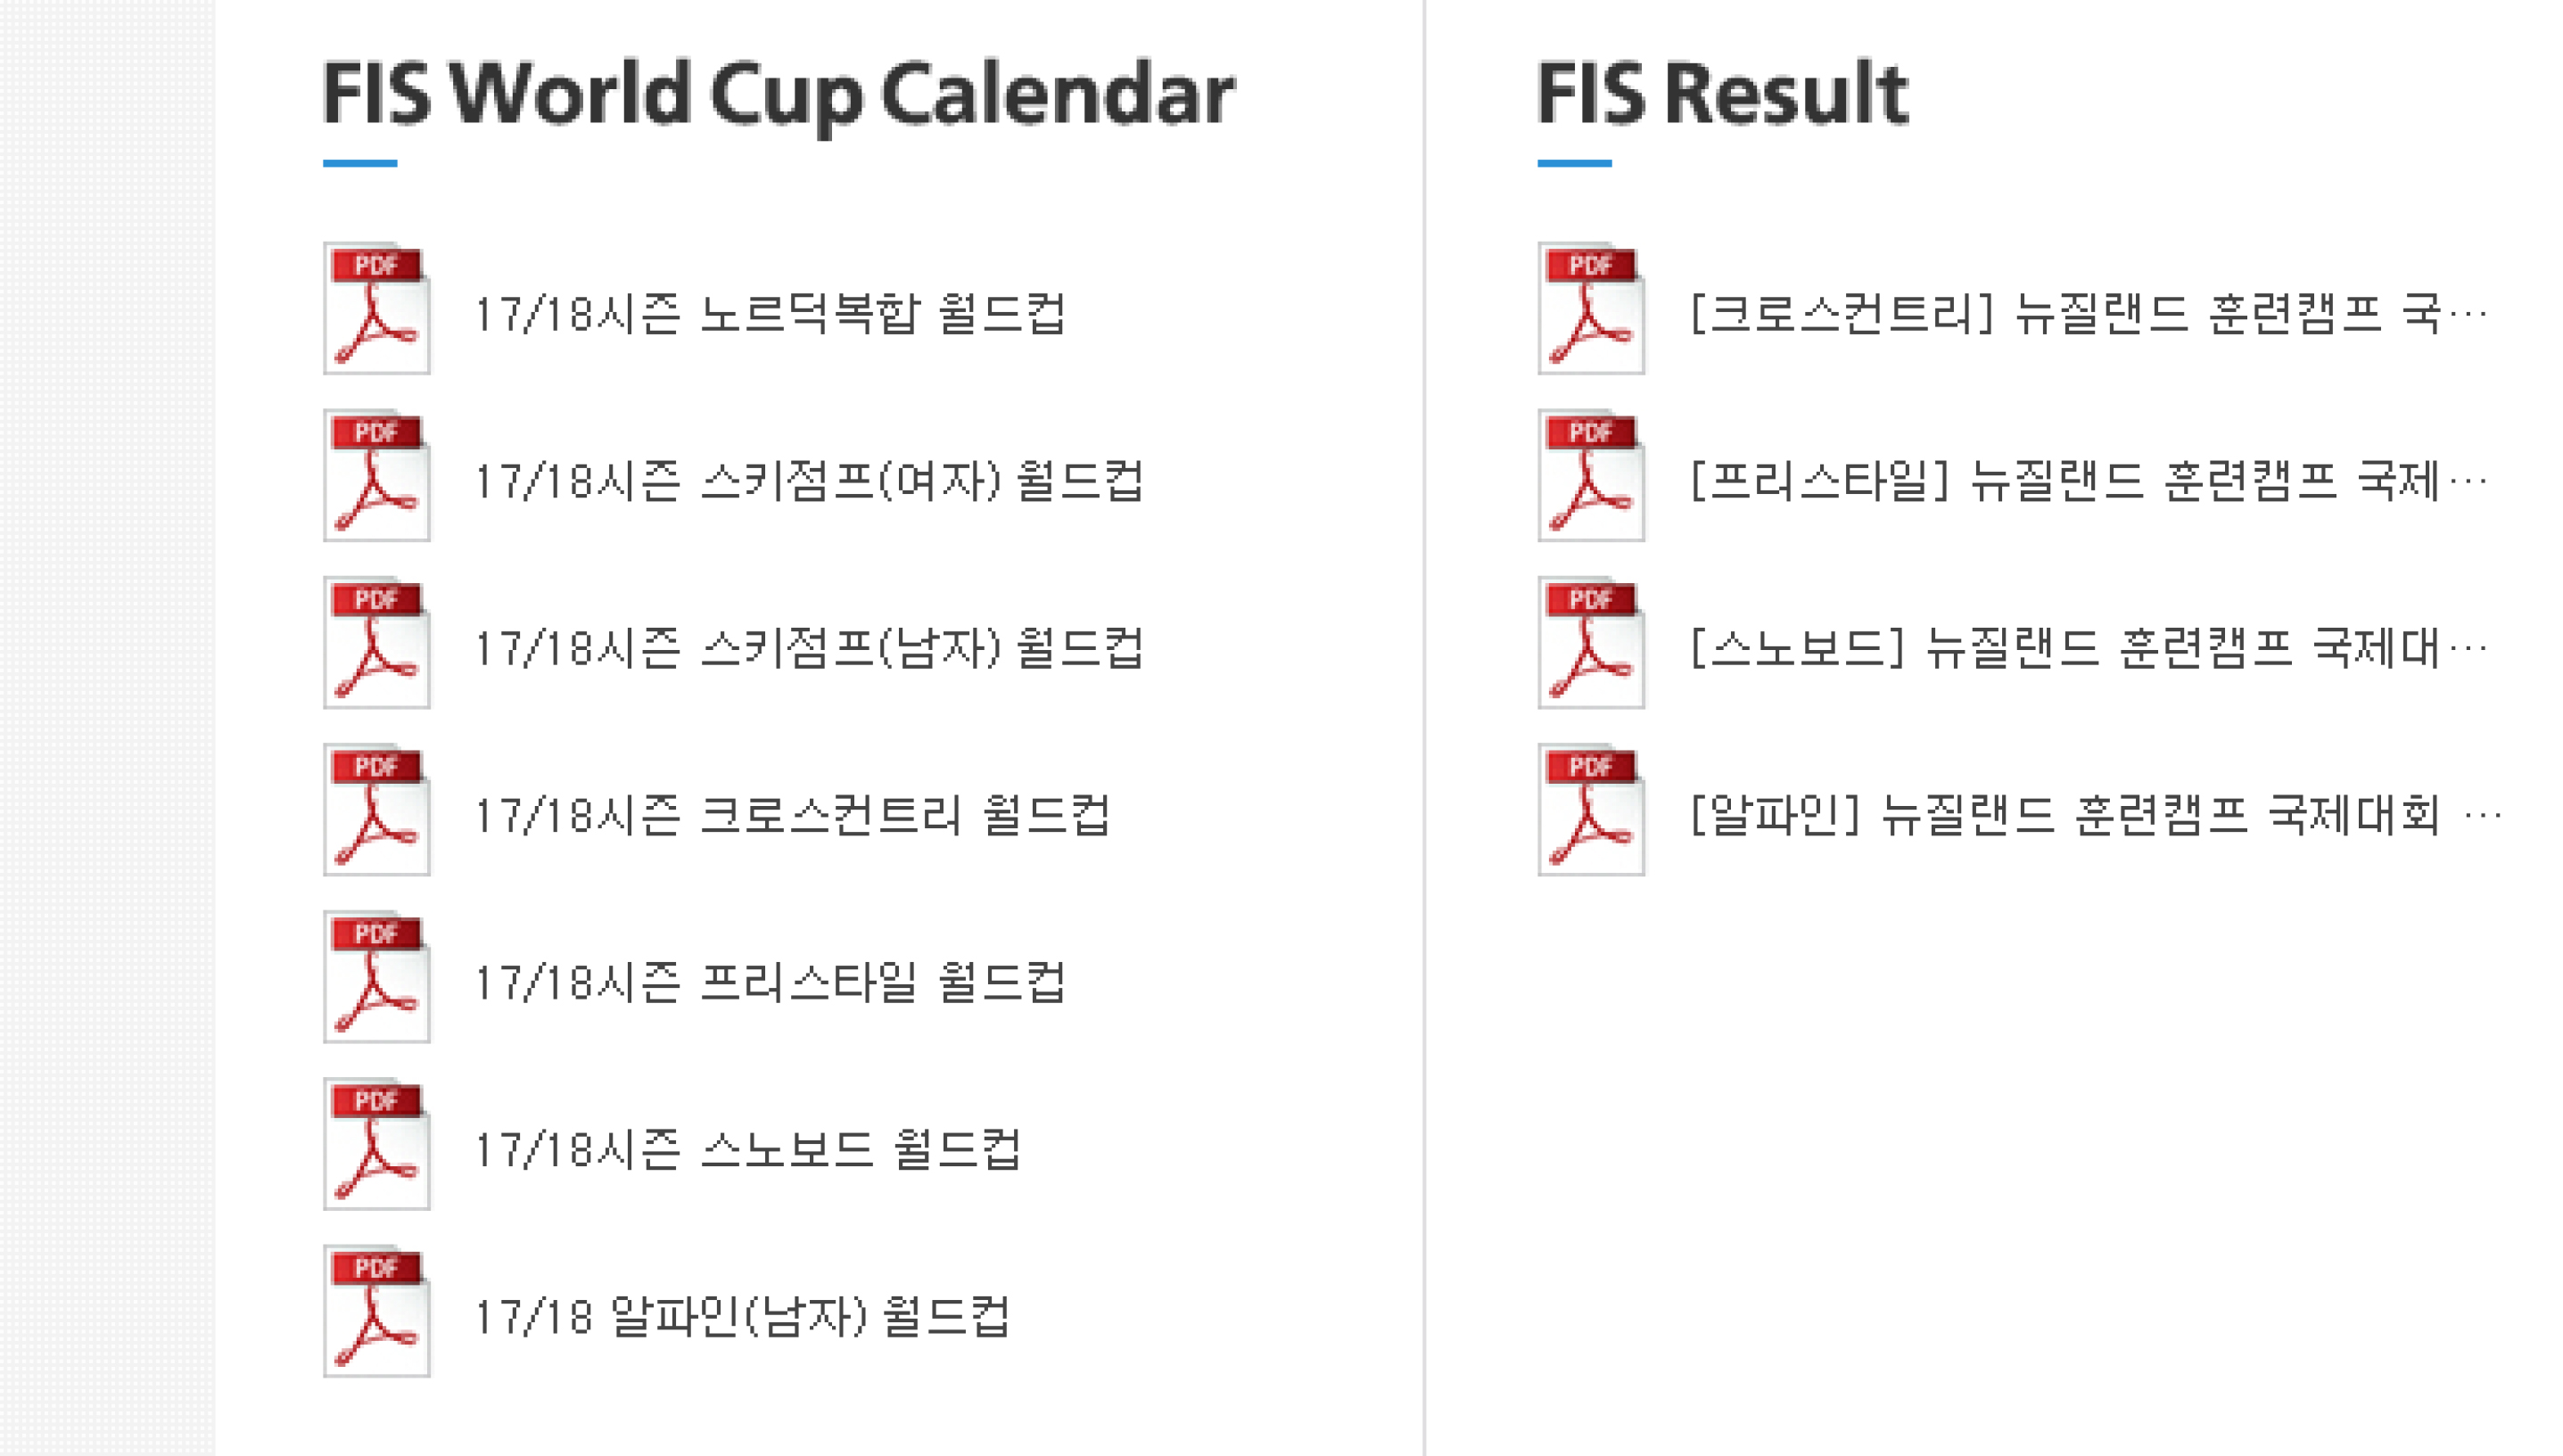 FIS World Cup Calendar
PDF 17/18시즌 노르덕복합 월드컵
PDF 17/18시즌 스키점프(여자) 월드컵
PDF 17/18시즌 스키점프(남자) 월드컵
PDF 17/18시즌 크로스컨트리 월드컵
PDF 17/18시즌 프리스타일 월드컵
PDF 17/18시즌 스노보드 월드컵
PDF 17/18 알파인(남자) 월드컵
FIS Result
PDF [크로스컨트리] 뉴질랜드 훈련캠프 국…
PDF [프리스타일] 뉴질랜드 훈련캠프 국제…
PDF [스노보드] 뉴질랜드 훈련캠프 국제대…
PDF [알파인] 뉴질랜드 훈련캠프 국제대회 …